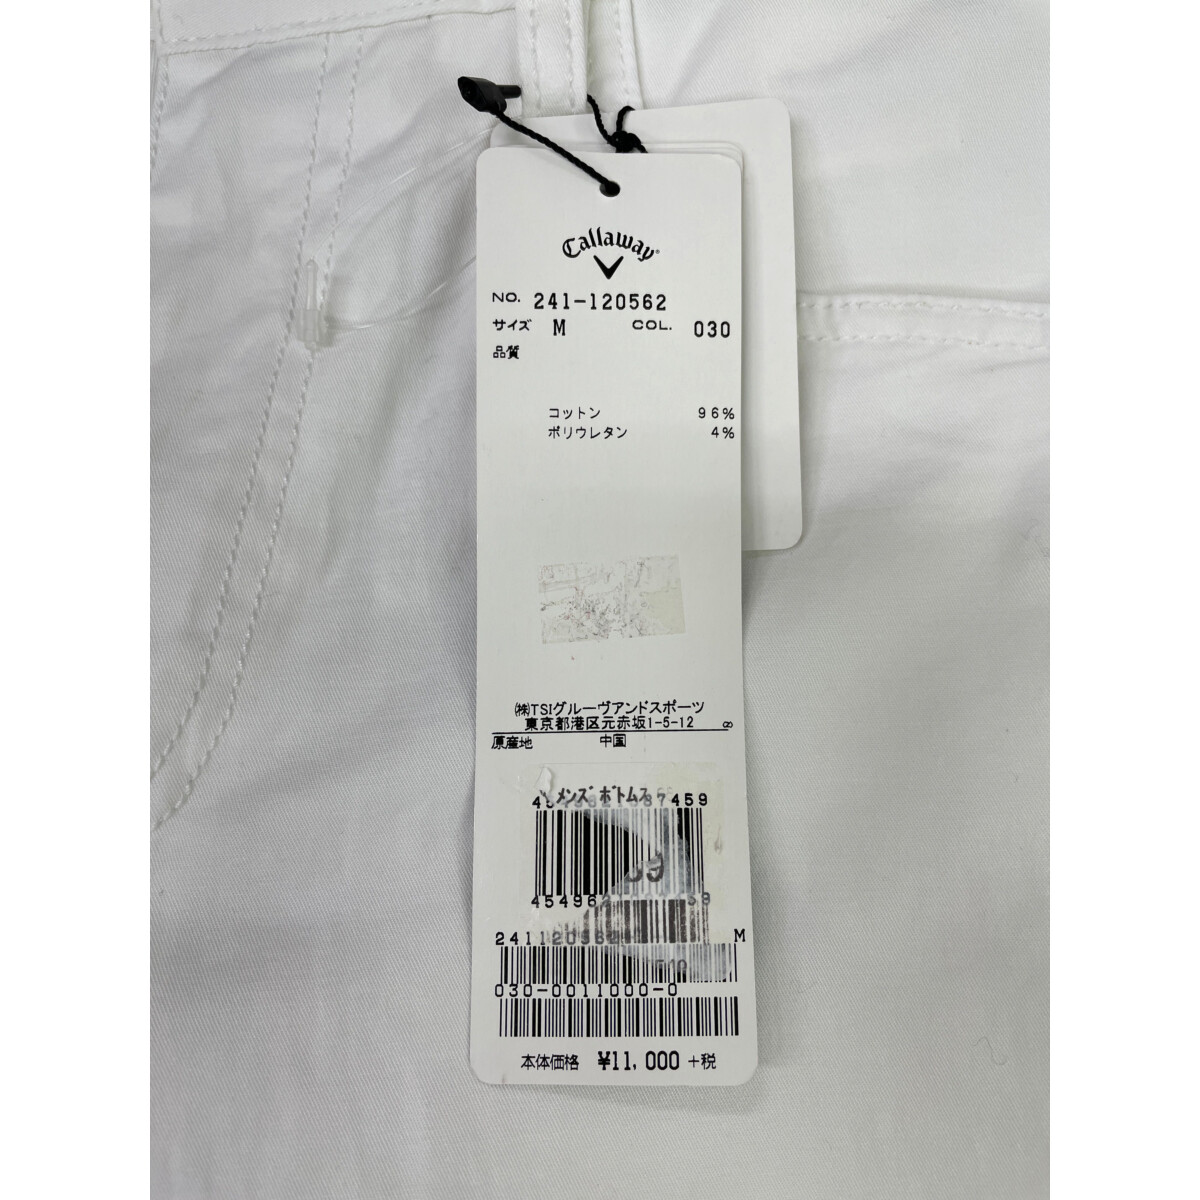 Callaway
NO. 241-120562
サイズ M COL. 030
品質
コットン 96%
ポリウレタン 4%
㈱TSIグルーヴアンドスポーツ
東京都港区元赤坂1-5-12
原産地 中国
メンズ ボトムス
M
030-0011000-0
本体価格 ¥11,000 +税